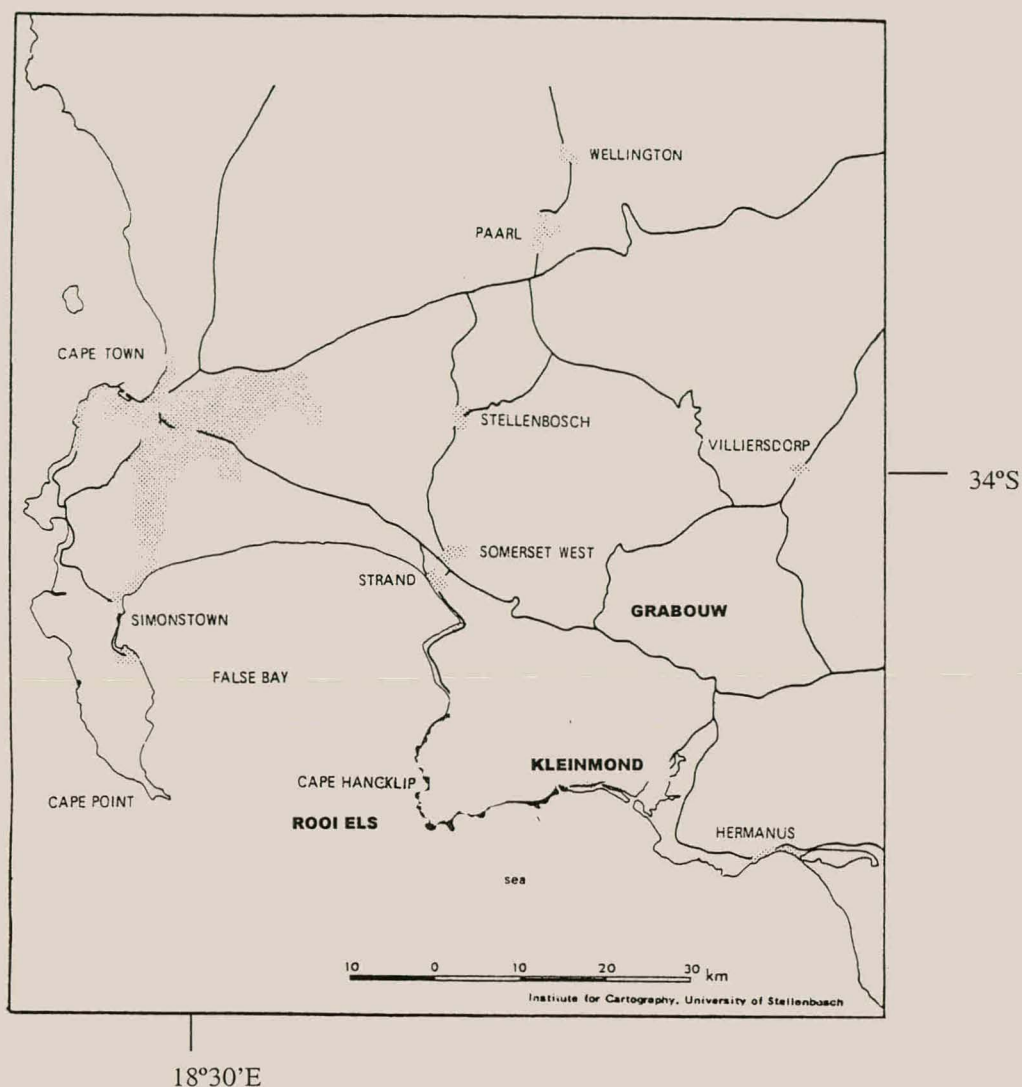 WELLINGTON
PAARL
CAPE TOWN
STELLENBOSCH
VILLIERSDORP
34°S
SOMERSET WEST
STRAND
GRABOUW
SIMONSTOWN
FALSE BAY
KLEINMOND
CAPE HANGKLIP
CAPE POINT
ROOI ELS
HERMANUS
sea
10 0 10 20 30 km
Institute for Cartography, University of Stellenbosch
18°30'E